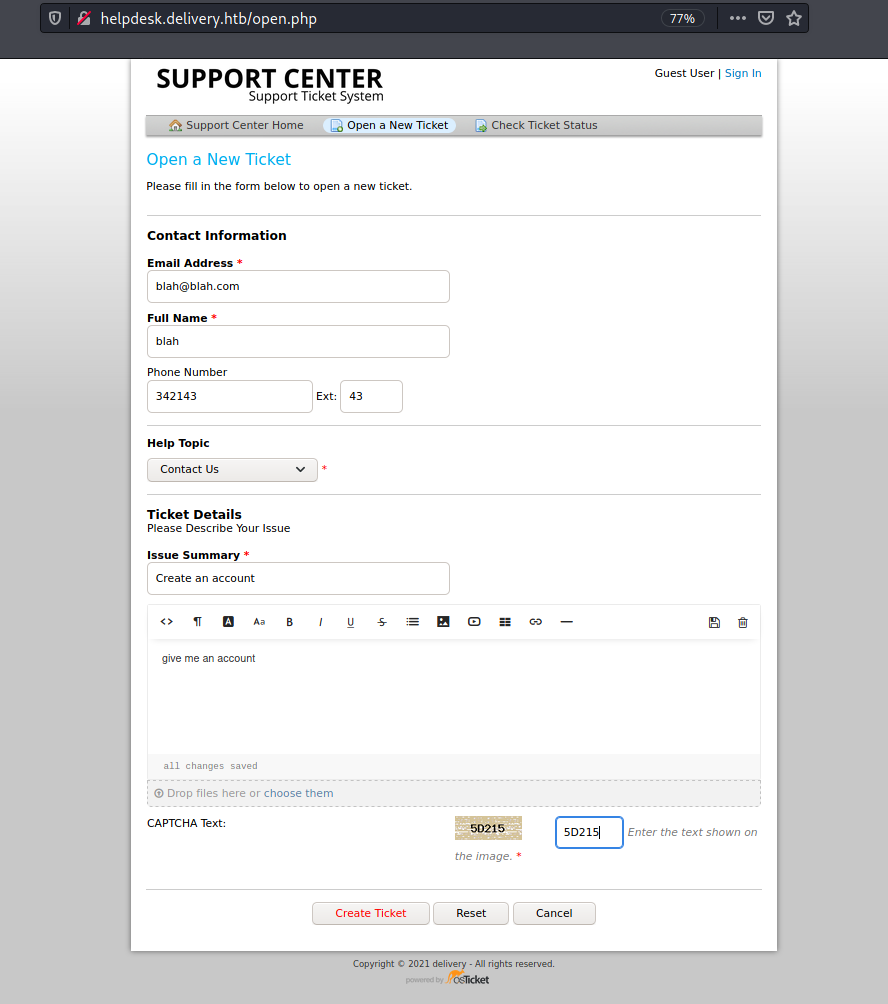 helpdesk.delivery.htb/open.php 77%
SUPPORT CENTER
Support Ticket System
Guest User | Sign In
Support Center Home Open a New Ticket Check Ticket Status
Open a New Ticket
Please fill in the form below to open a new ticket.
Contact Information
Email Address *
blah@blah.com
Full Name *
blah
Phone Number
342143 Ext: 43
Help Topic
Contact Us *
Ticket Details
Please Describe Your Issue
Issue Summary *
Create an account
<> ¶ A Aa B I U S
give me an account
all changes saved
Drop files here or choose them
CAPTCHA Text: 5D215 5D215 Enter the text shown on
the image. *
Create Ticket Reset Cancel
Copyright © 2021 delivery - All rights reserved.
powered by osTicket